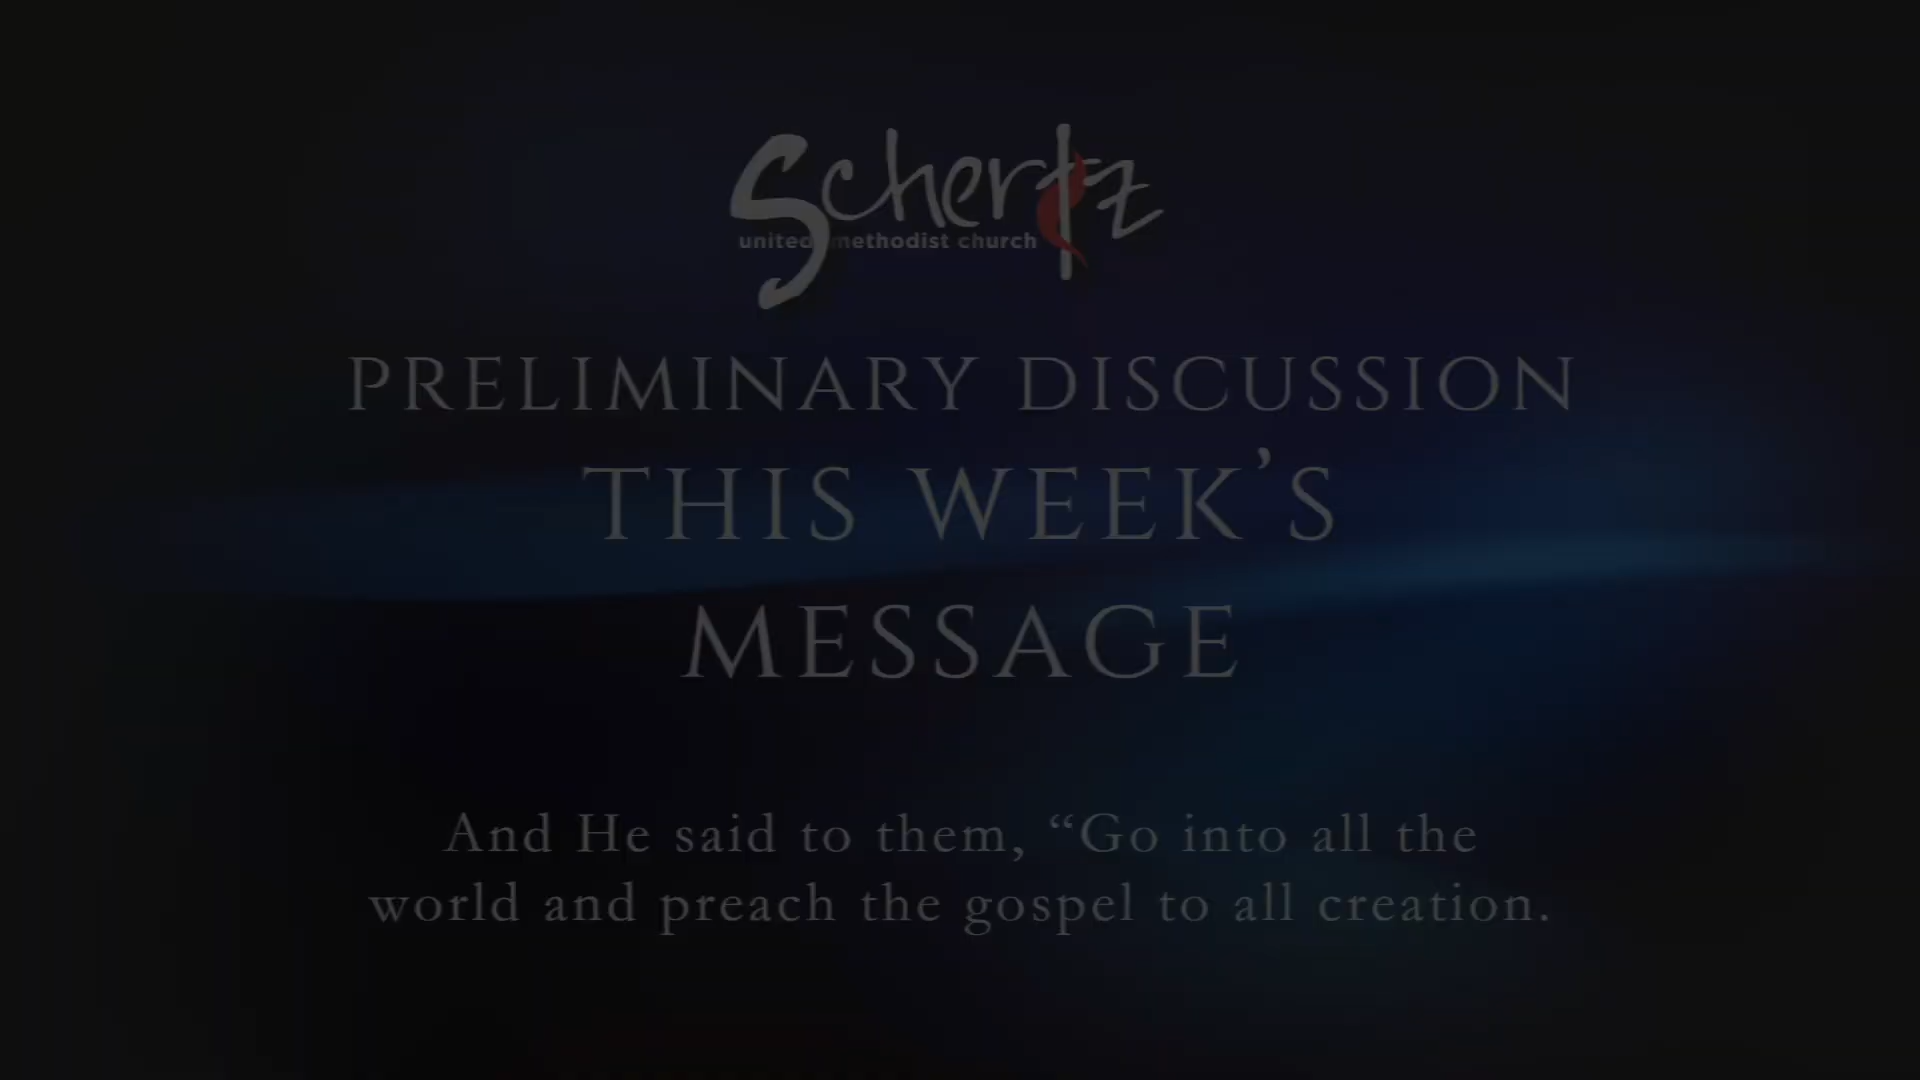 Schertz
united methodist church
PRELIMINARY DISCUSSION
THIS WEEK’S
MESSAGE
And He said to them, “Go into all the
world and preach the gospel to all creation.